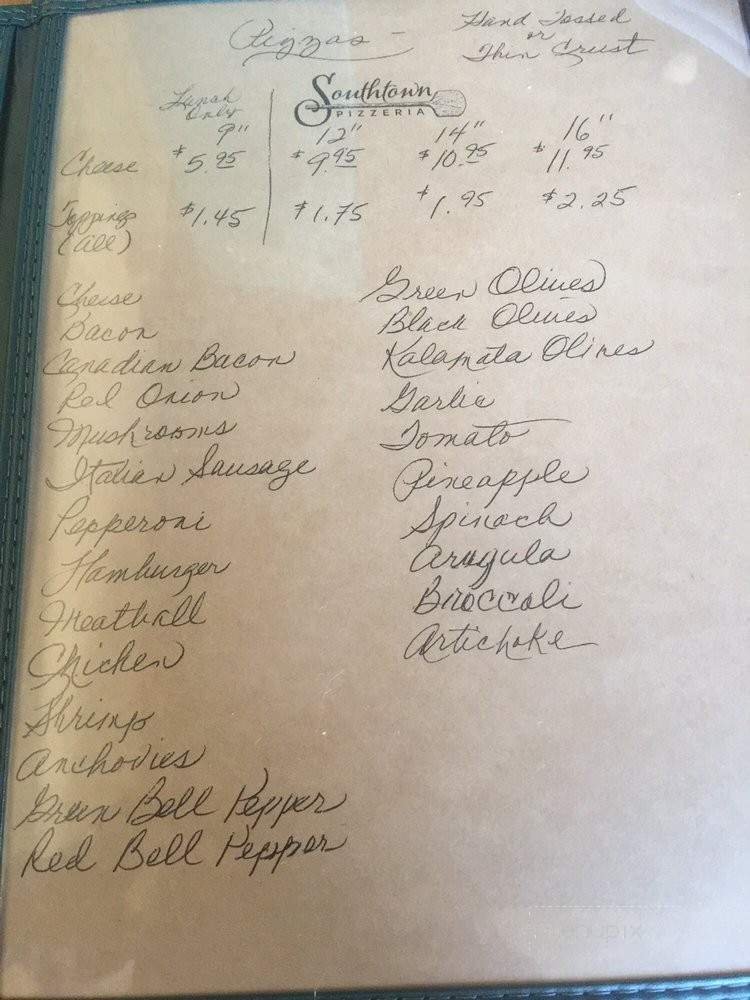 Pizzas -
Hand Tossed
or
Thin Crust
Southtown
PIZZERIA
Lunch
Only
9" 12" 14" 16"
Cheese $5.95 $9.95 $10.95 $11.95
Toppings $1.45 $1.75 $1.95 $2.25
(all)
Cheese
Bacon
Canadian Bacon
Red Onion
Mushrooms
Italian Sausage
Pepperoni
Hamburger
Meatball
Chicken
Shrimp
Anchovies
Green Bell Pepper
Red Bell Pepper
Green Olives
Black Olives
Kalamata Olives
Garlic
Tomato
Pineapple
Spinach
Arugula
Broccoli
Artichoke